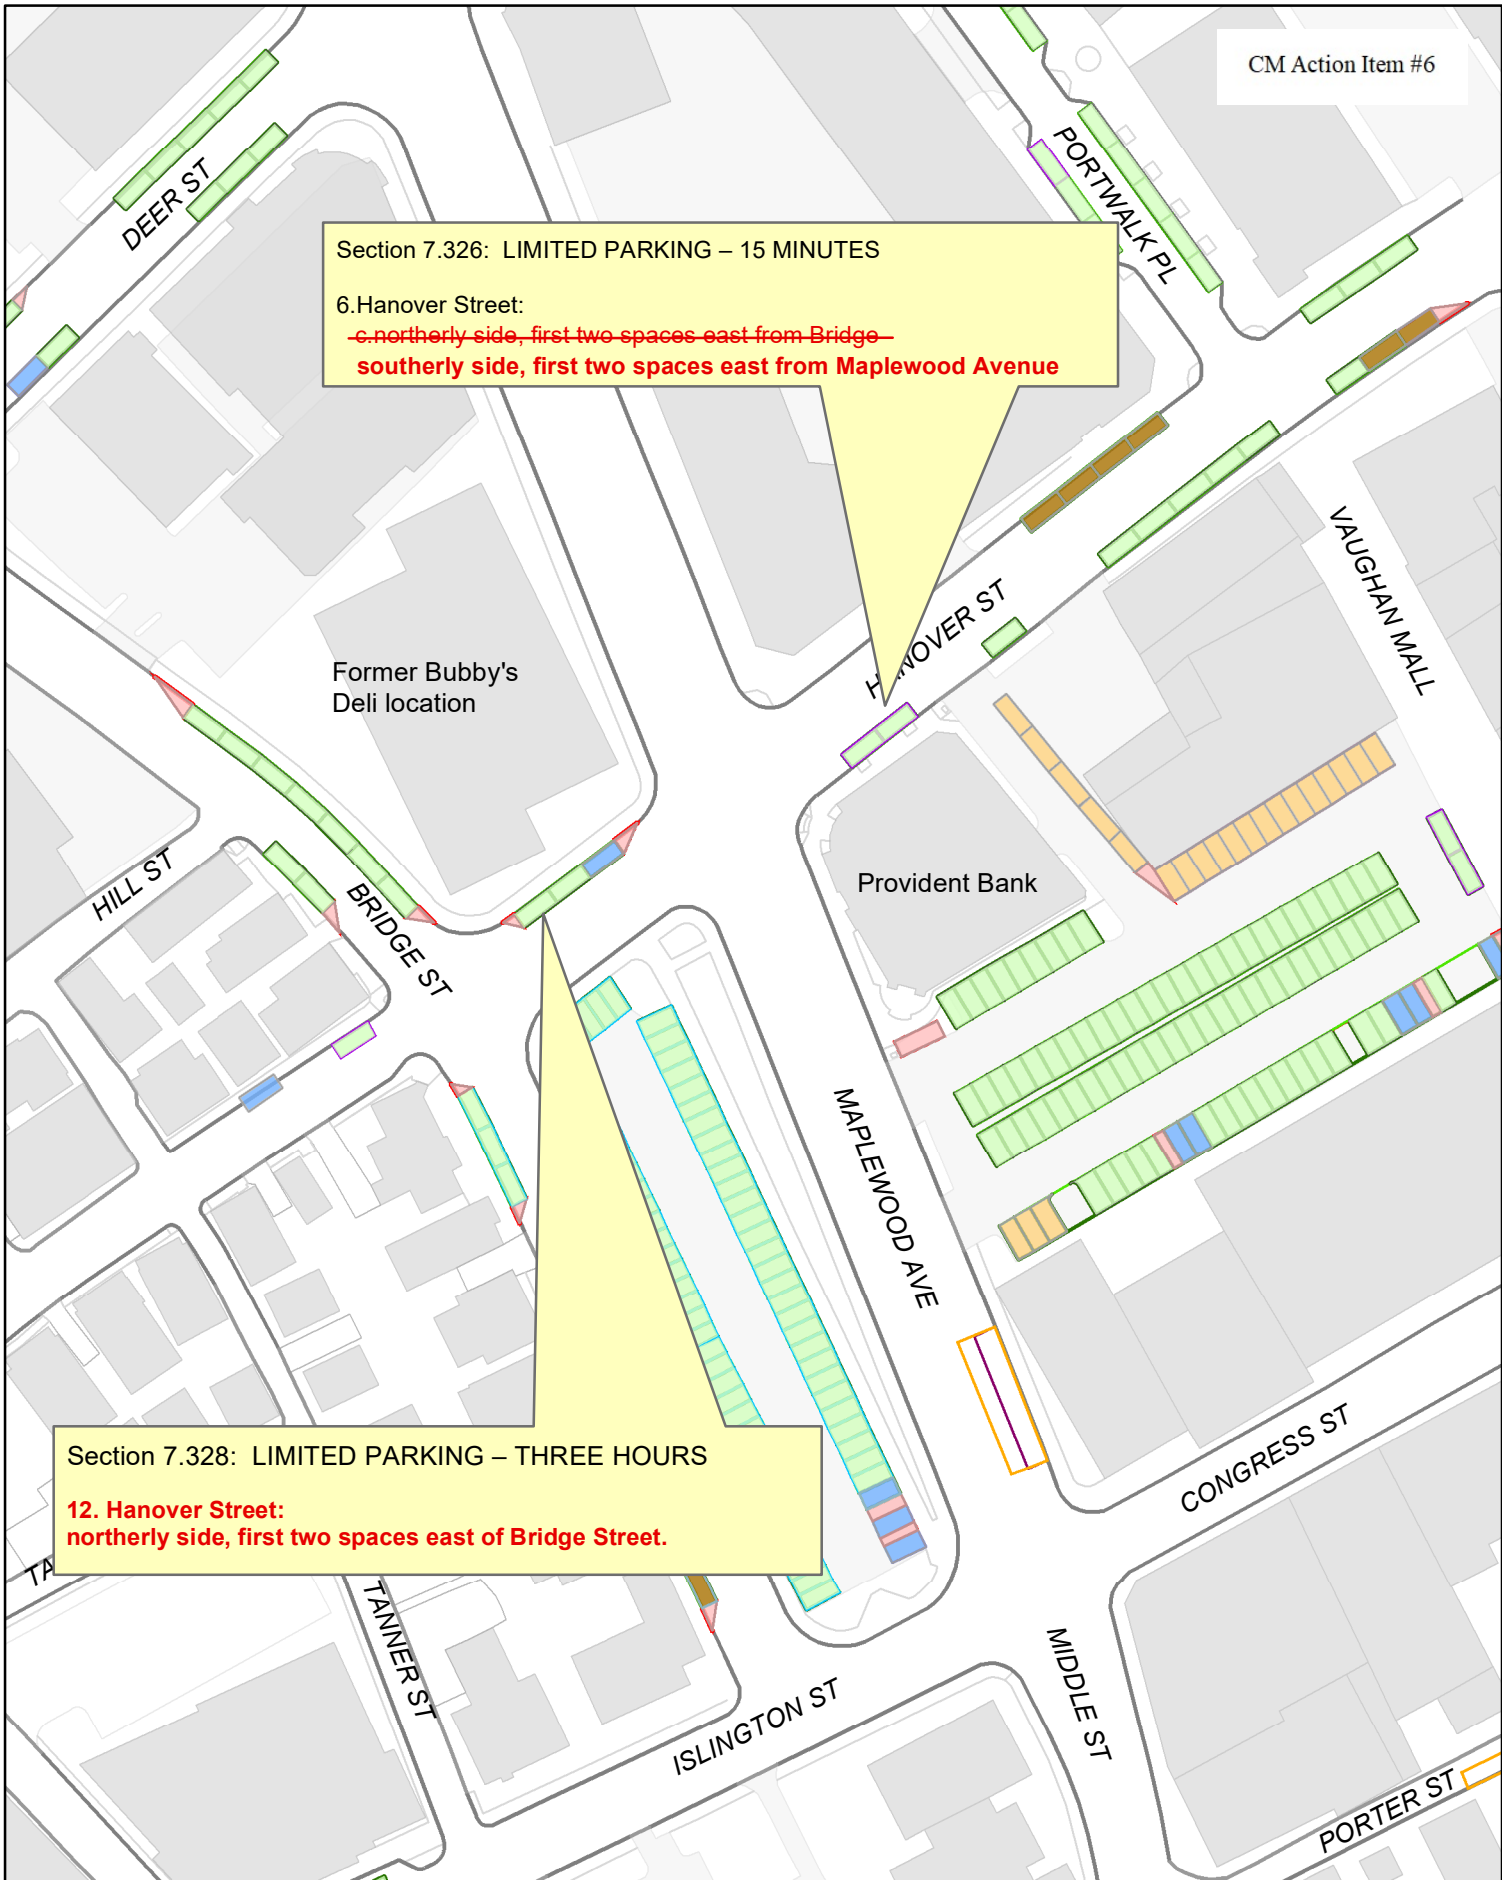 CM Action Item #6
DEER ST
PORTWALK PL
Section 7.326: LIMITED PARKING – 15 MINUTES
6.Hanover Street:
c.northerly side, first two spaces east from Bridge
southerly side, first two spaces east from Maplewood Avenue
VAUGHAN MALL
HANOVER ST
Former Bubby's
Deli location
Provident Bank
HILL ST
BRIDGE ST
MAPLEWOOD AVE
CONGRESS ST
Section 7.328: LIMITED PARKING – THREE HOURS
12. Hanover Street:
northerly side, first two spaces east of Bridge Street.
TA
TANNER ST
MIDDLE ST
ISLINGTON ST
PORTER ST